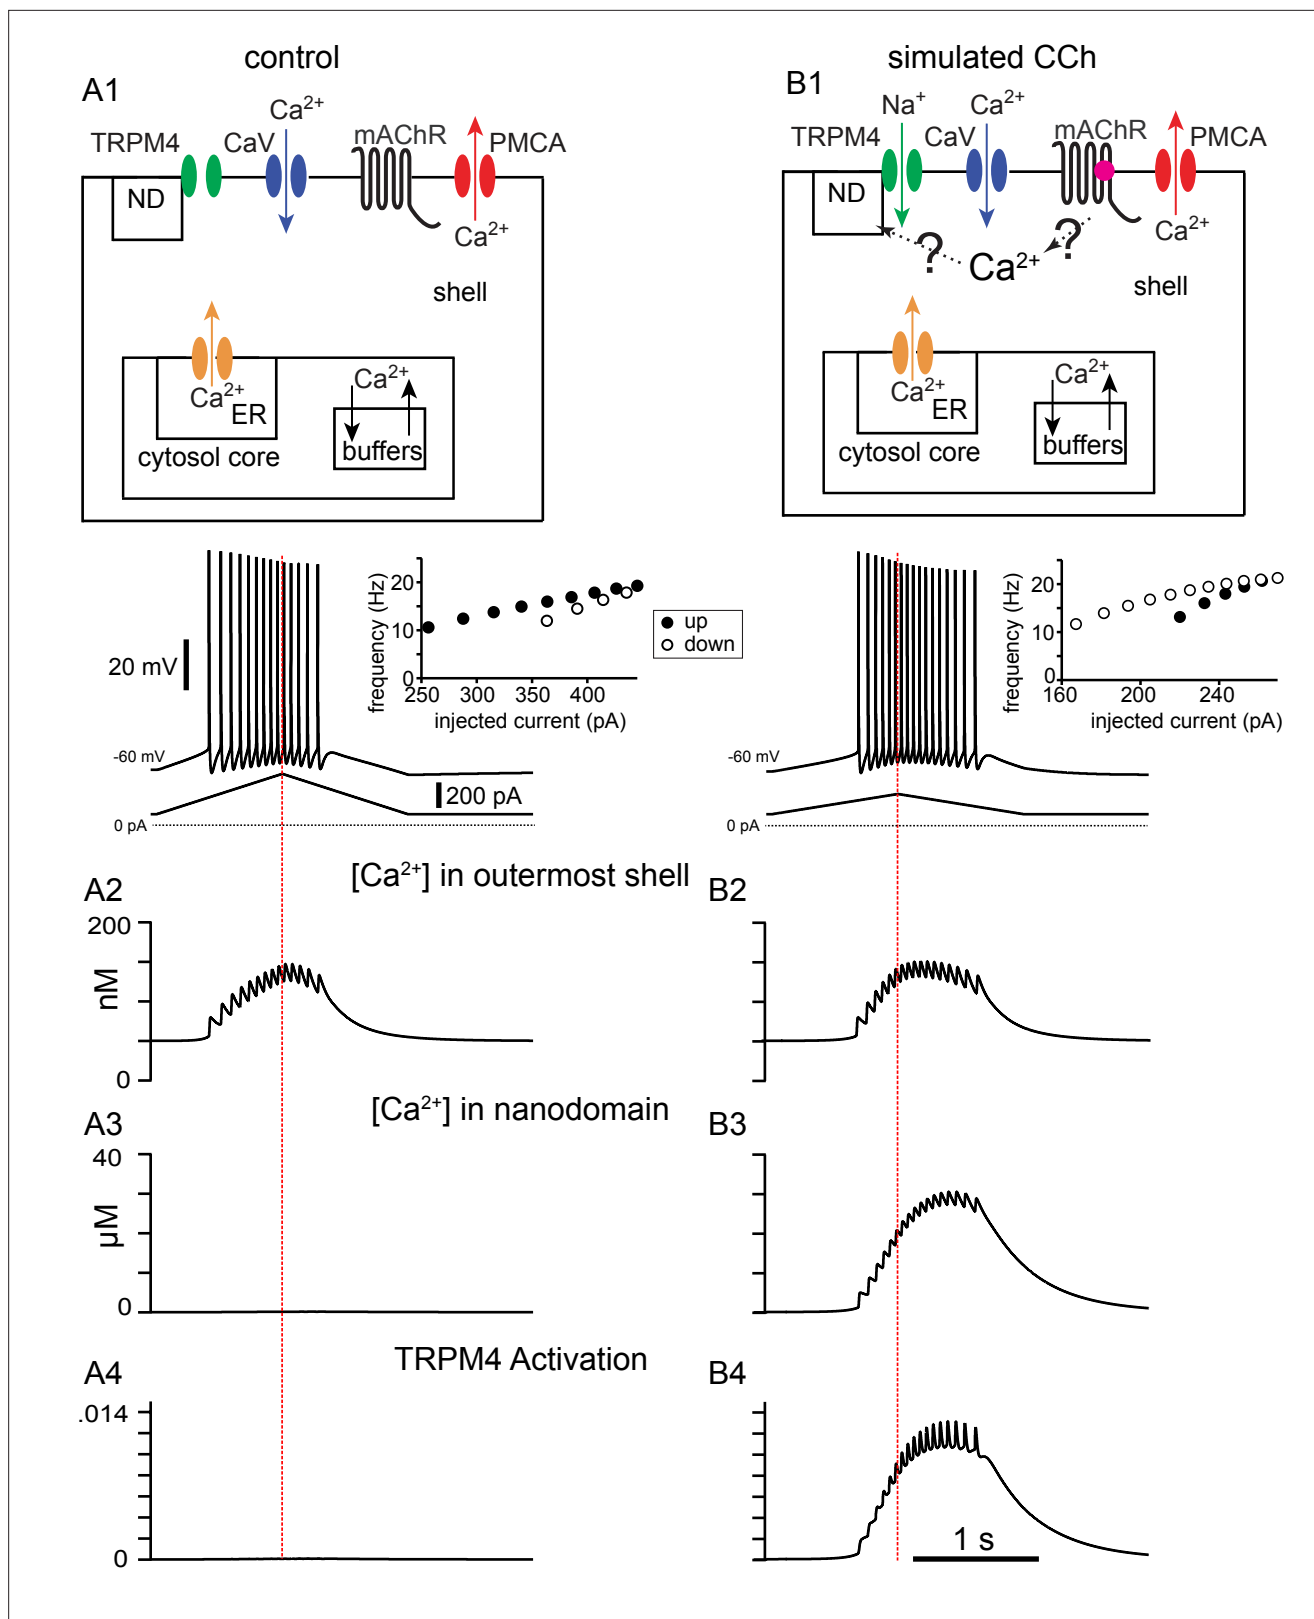 control
A1
TRPM4
CaV
Ca2+
mAChR
PMCA
ND
Ca2+
shell
Ca2+
ER
Ca2+
buffers
cytosol core
simulated CCh
B1
Na+
Ca2+
TRPM4
CaV
mAChR
PMCA
ND
?
?
Ca2+
Ca2+
shell
Ca2+
ER
Ca2+
buffers
cytosol core
20 mV
-60 mV
0 pA
200 pA
frequency (Hz)
20
10
0
250
300
350
400
injected current (pA)
up
down
-60 mV
0 pA
frequency (Hz)
20
10
0
160
200
240
injected current (pA)
[Ca2+] in outermost shell
A2
B2
200
nM
0
[Ca2+] in nanodomain
A3
B3
40
µM
0
TRPM4 Activation
A4
B4
.014
0
1 s